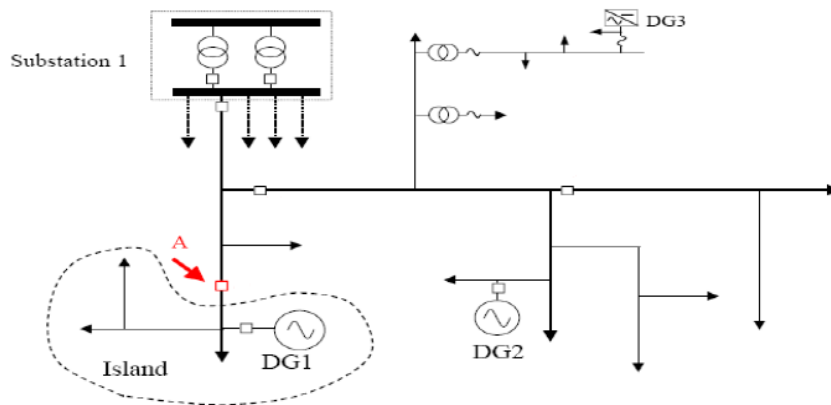 Substation 1
DG3
A
DG2
DG1
Island